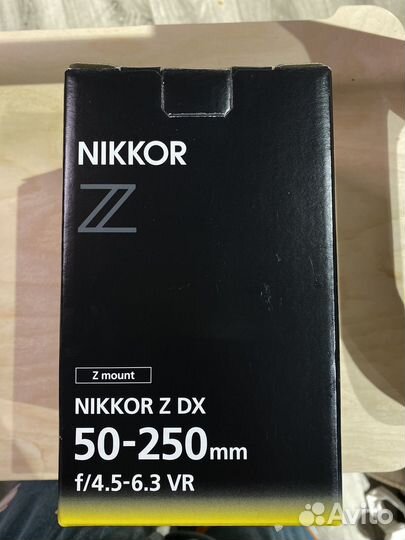 NIKKOR
Z
Z mount
NIKKOR Z DX
50-250mm
f/4.5-6.3 VR
Avito